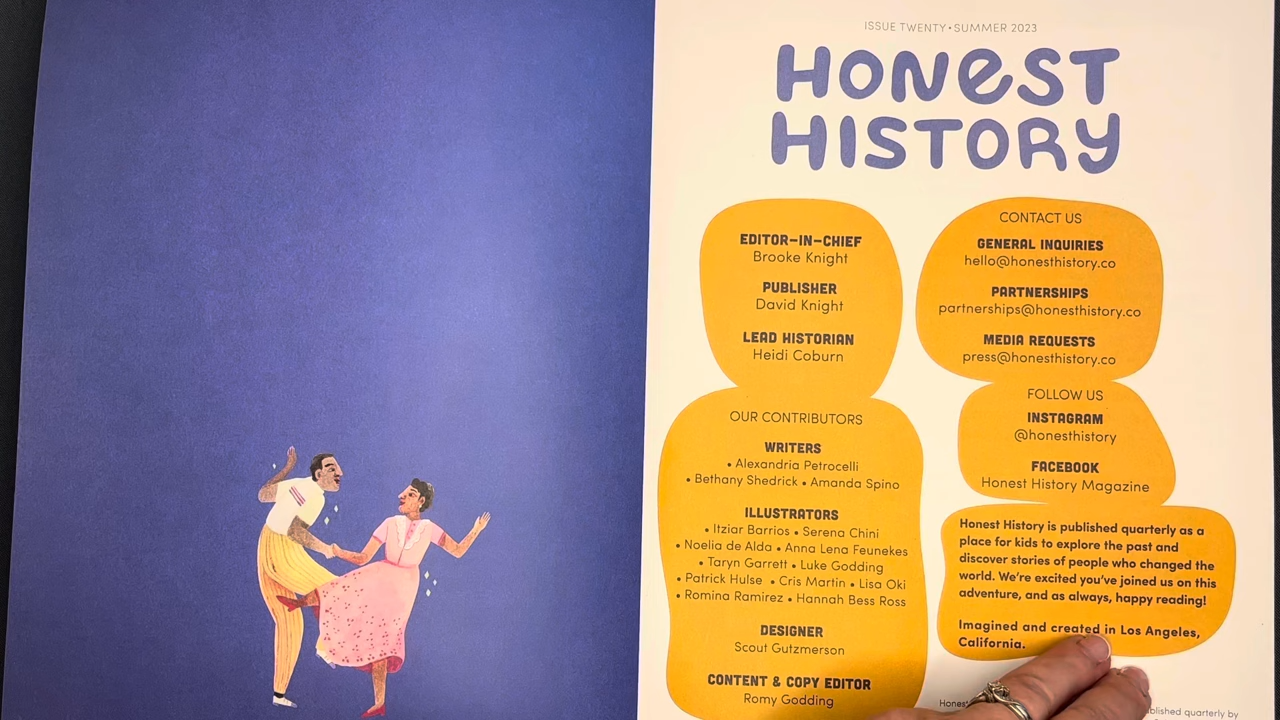 ISSUE TWENTY • SUMMER 2023
HONEST
HISTORY
EDITOR-IN-CHIEF
Brooke Knight
PUBLISHER
David Knight
LEAD HISTORIAN
Heidi Coburn
OUR CONTRIBUTORS
WRITERS
• Alexandria Petrocelli
• Bethany Shedrick • Amanda Spino
ILLUSTRATORS
• Itziar Barrios • Serena Chini
• Noelia de Alda • Anna Lena Feunekes
• Taryn Garrett • Luke Godding
• Patrick Hulse • Cris Martin • Lisa Oki
• Romina Ramirez • Hannah Bess Ross
DESIGNER
Scout Gutzmerson
CONTENT & COPY EDITOR
Romy Godding
CONTACT US
GENERAL INQUIRIES
hello@honesthistory.co
PARTNERSHIPS
partnerships@honesthistory.co
MEDIA REQUESTS
press@honesthistory.co
FOLLOW US
INSTAGRAM
@honesthistory
FACEBOOK
Honest History Magazine
Honest History is published quarterly as a
place for kids to explore the past and
discover stories of people who changed the
world. We're excited you've joined us on this
adventure, and as always, happy reading!
Imagined and created in Los Angeles,
California.
quarterly by